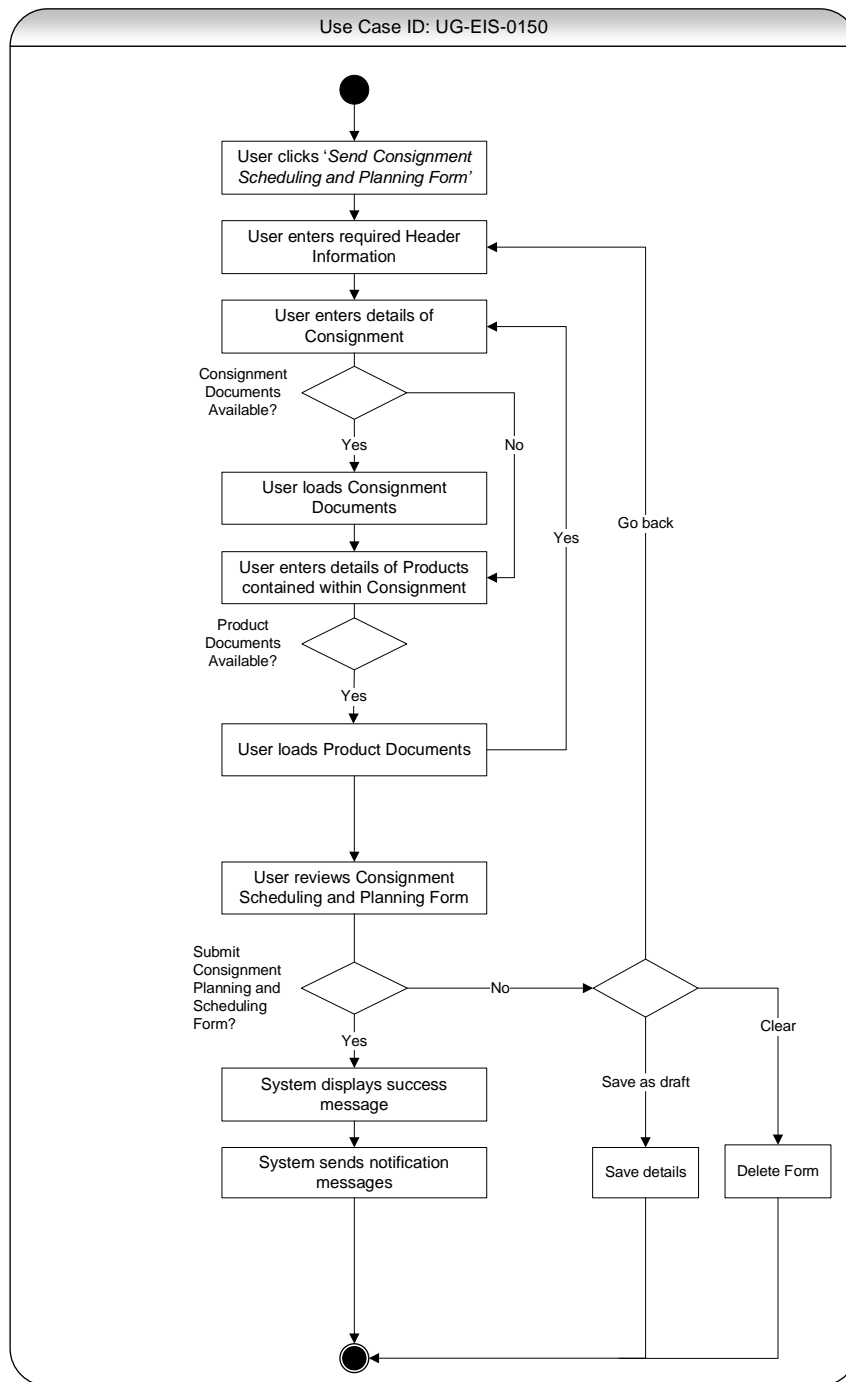 Use Case ID: UG-EIS-0150
User clicks ‘Send Consignment
Scheduling and Planning Form’
User enters required Header
Information
User enters details of
Consignment
Consignment
Documents
Available?
Yes
No
User loads Consignment
Documents
Go back
Yes
User enters details of Products
contained within Consignment
Product
Documents
Available?
Yes
User loads Product Documents
User reviews Consignment
Scheduling and Planning Form
Submit
Consignment
Planning and
Scheduling
Form?
No
Clear
Yes
System displays success
message
Save as draft
System sends notification
messages
Save details
Delete Form